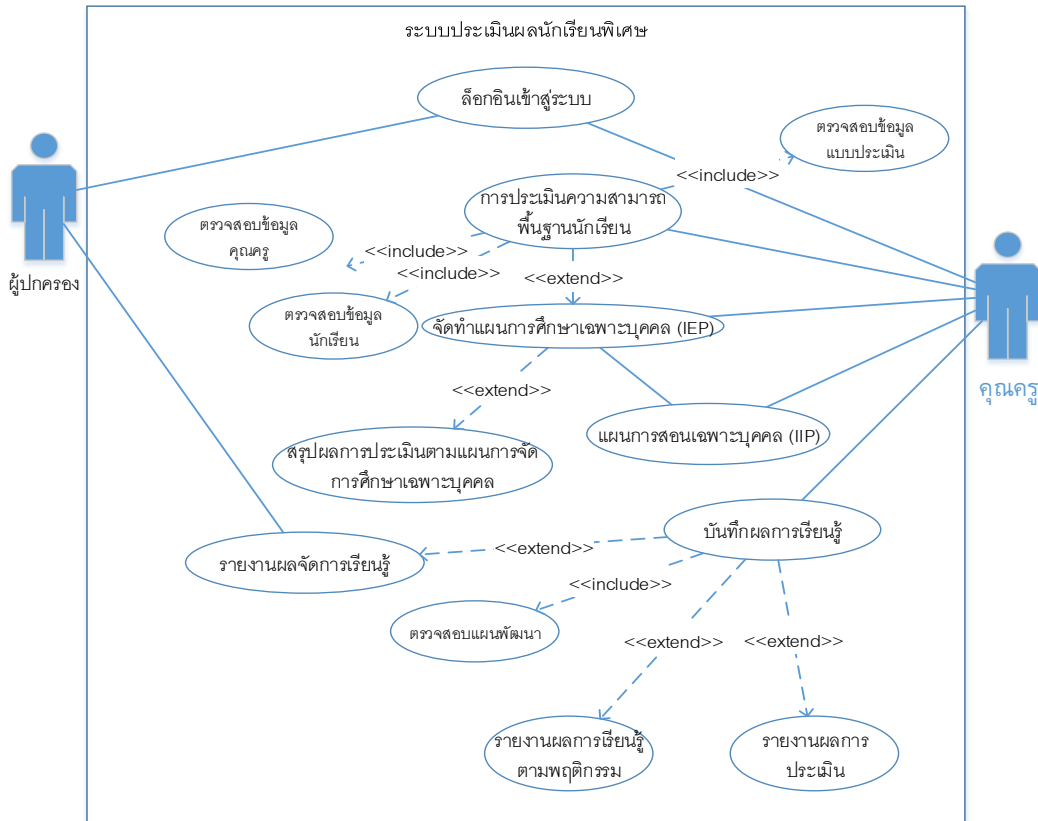 ระบบประเมินผลนักเรียนพิเศษ
ล็อกอินเข้าสู่ระบบ
ตรวจสอบข้อมูล
แบบประเมิน
<<include>>
การประเมินความสามารถ
พื้นฐานนักเรียน
ตรวจสอบข้อมูล
คุณครู
<<include>>
<<include>>
<<extend>>
ผู้ปกครอง
ตรวจสอบข้อมูล
นักเรียน
จัดทำแผนการศึกษาเฉพาะบุคคล (IEP)
คุณครู
<<extend>>
แผนการสอนเฉพาะบุคคล (IIP)
สรุปผลการประเมินตามแผนการจัด
การศึกษาเฉพาะบุคคล
บันทึกผลการเรียนรู้
<<extend>>
รายงานผลจัดการเรียนรู้
<<include>>
ตรวจสอบแผนพัฒนา
<<extend>>
<<extend>>
รายงานผลการเรียนรู้
ตามพฤติกรรม
รายงานผลการ
ประเมิน